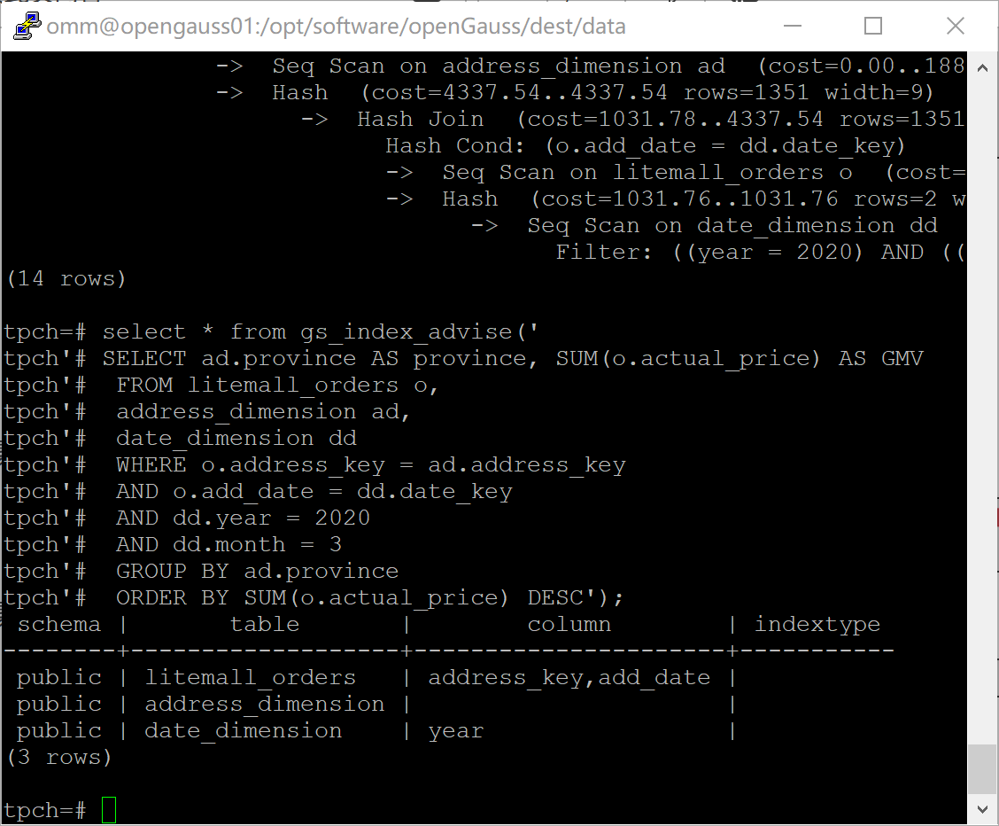 omm@opengauss01:/opt/software/openGauss/dest/data
-> Seq Scan on address_dimension ad (cost=0.00..188
-> Hash (cost=4337.54..4337.54 rows=1351 width=9)
-> Hash Join (cost=1031.78..4337.54 rows=1351
Hash Cond: (o.add_date = dd.date_key)
-> Seq Scan on litemall_orders o (cost=
-> Hash (cost=1031.76..1031.76 rows=2 w
-> Seq Scan on date_dimension dd
Filter: ((year = 2020) AND ((
(14 rows)
tpch=# select * from gs_index_advise('
tpch'# SELECT ad.province AS province, SUM(o.actual_price) AS GMV
tpch'# FROM litemall_orders o,
tpch'# address_dimension ad,
tpch'# date_dimension dd
tpch'# WHERE o.address_key = ad.address_key
tpch'# AND o.add_date = dd.date_key
tpch'# AND dd.year = 2020
tpch'# AND dd.month = 3
tpch'# GROUP BY ad.province
tpch'# ORDER BY SUM(o.actual_price) DESC');
schema | table | column | indextype
--------+-------------------+----------------------+-----------
public | litemall_orders | address_key,add_date |
public | address_dimension | |
public | date_dimension | year |
(3 rows)
tpch=#